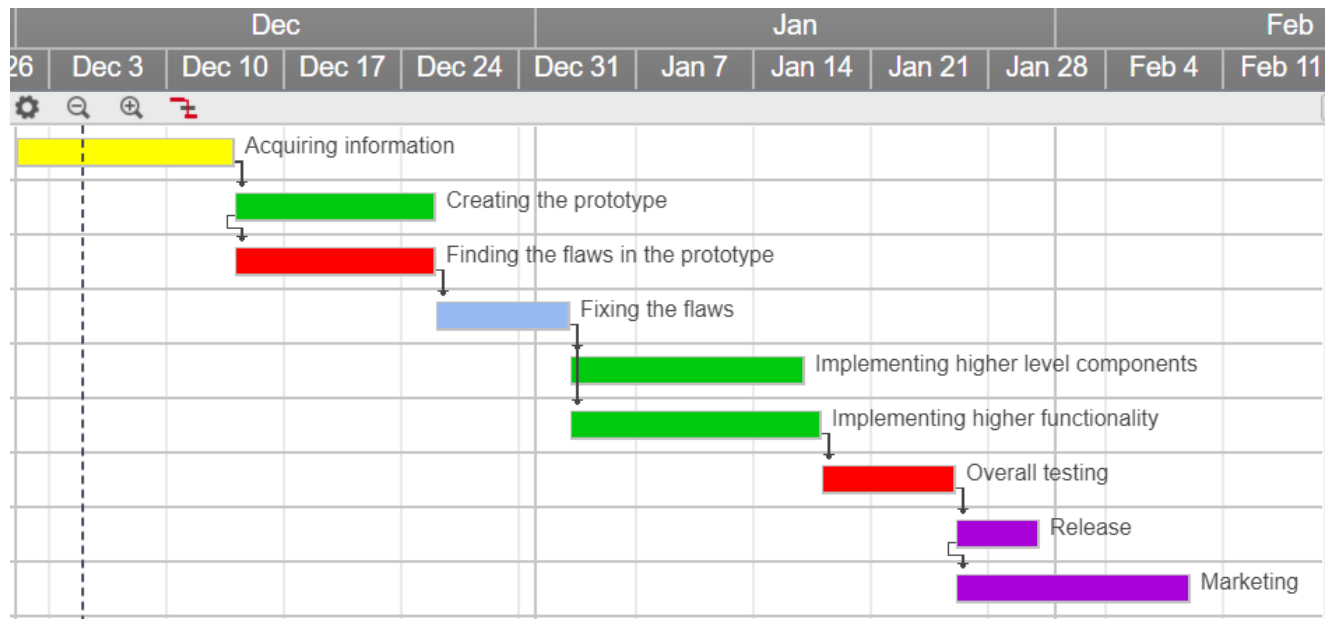 Dec Jan Feb
26 Dec 3 Dec 10 Dec 17 Dec 24 Dec 31 Jan 7 Jan 14 Jan 21 Jan 28 Feb 4 Feb 11
Acquiring information
Creating the prototype
Finding the flaws in the prototype
Fixing the flaws
Implementing higher level components
Implementing higher functionality
Overall testing
Release
Marketing